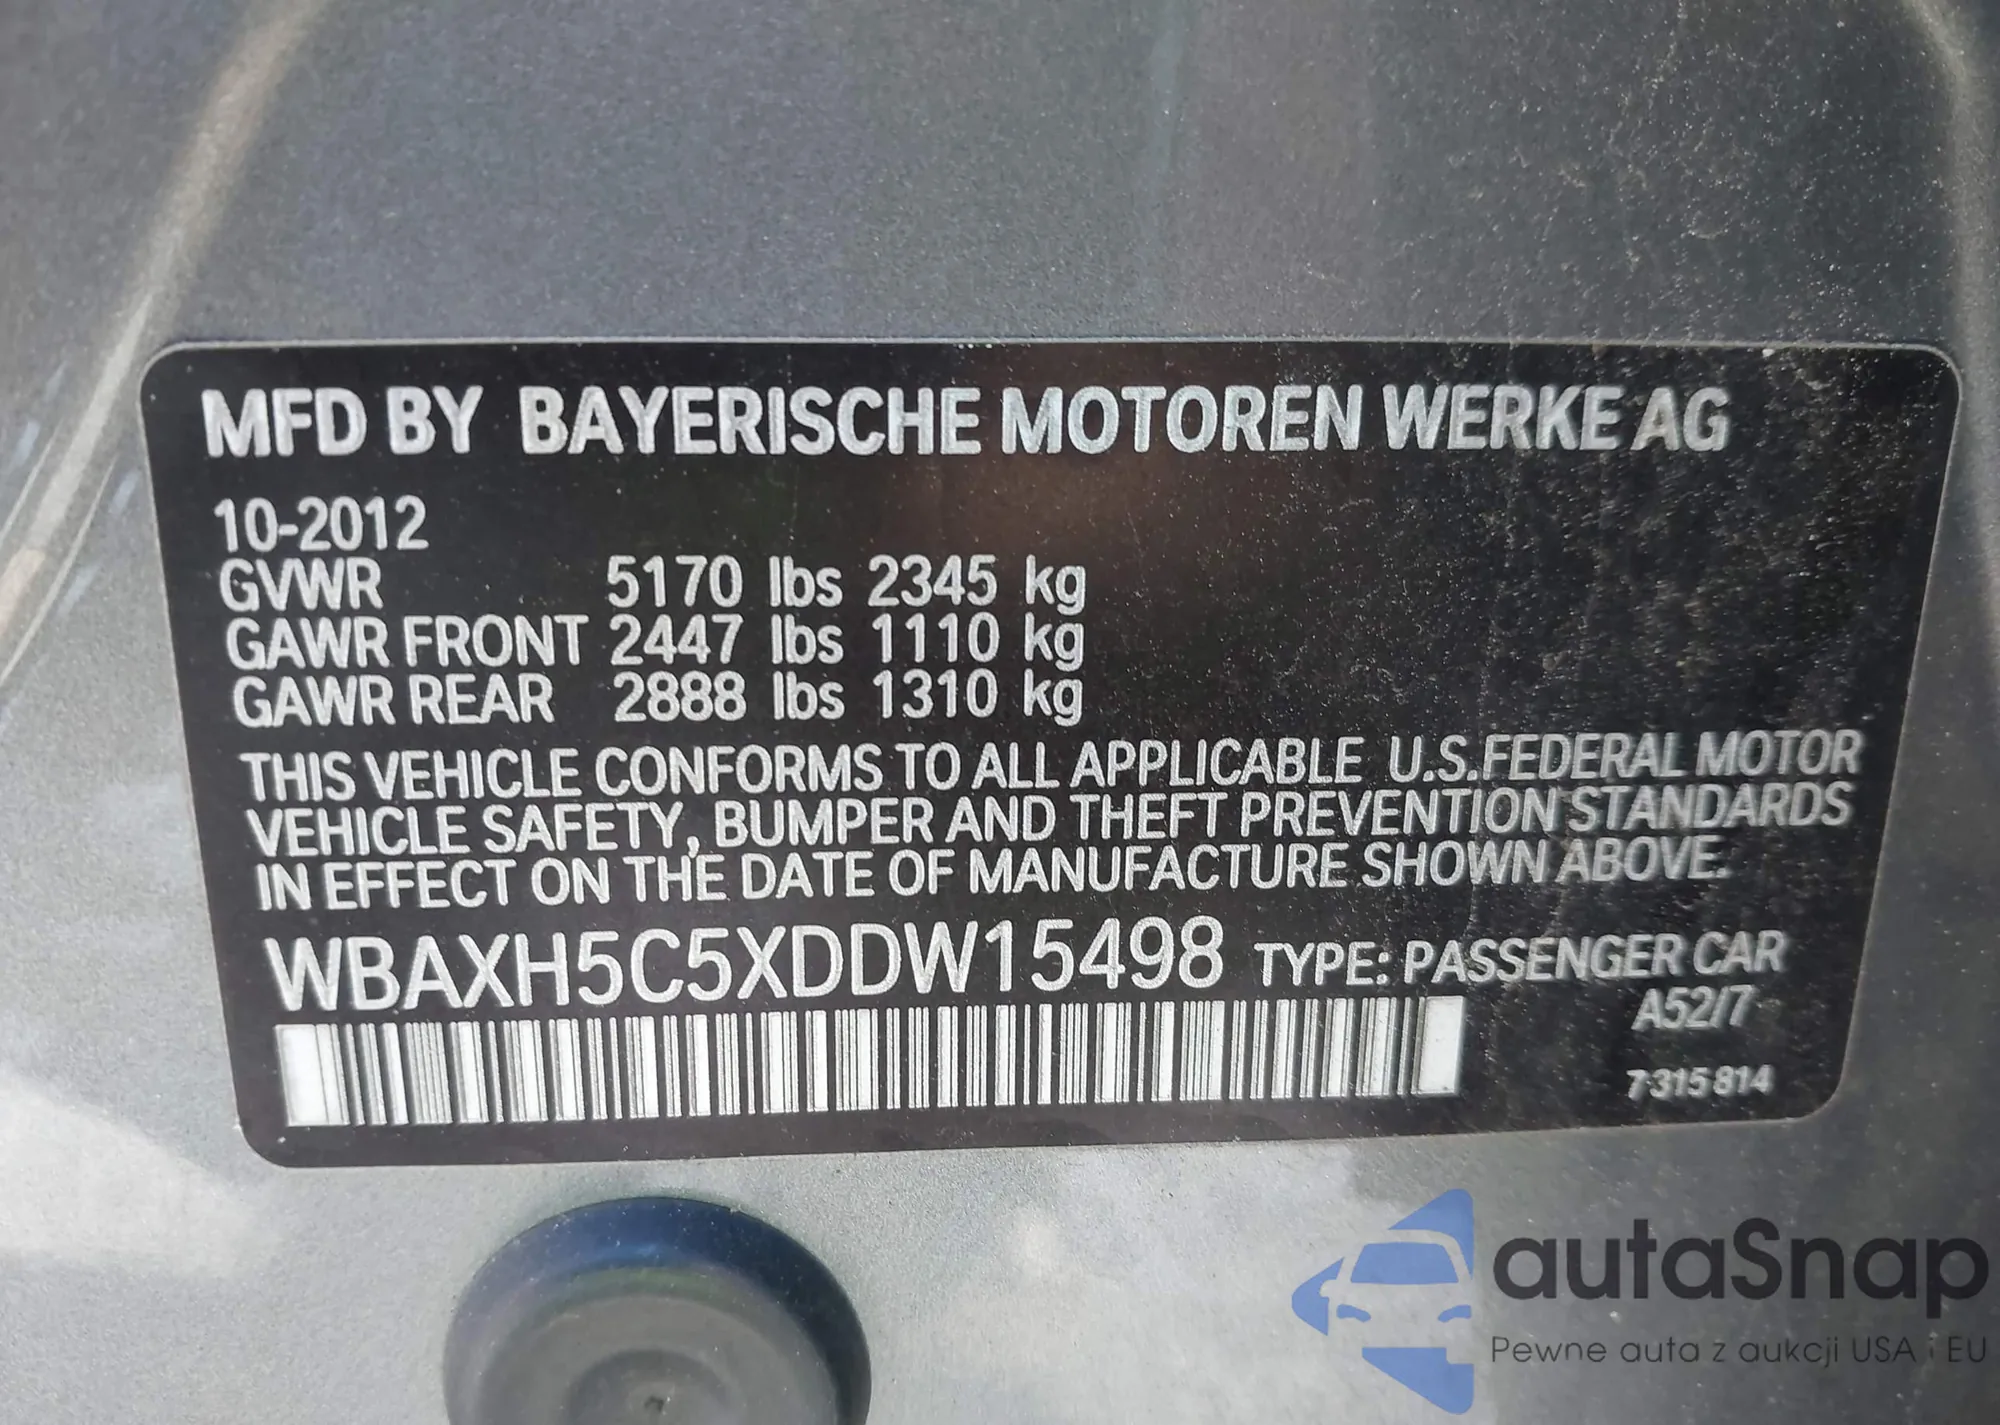 MFD BY BAYERISCHE MOTOREN WERKE AG
10-2012
GVWR 5170 lbs 2345 kg
GAWR FRONT 2447 lbs 1110 kg
GAWR REAR 2888 lbs 1310 kg
THIS VEHICLE CONFORMS TO ALL APPLICABLE U.S.FEDERAL MOTOR
VEHICLE SAFETY, BUMPER AND THEFT PREVENTION STANDARDS
IN EFFECT ON THE DATE OF MANUFACTURE SHOWN ABOVE.
WBAXH5C5XDDW15498 TYPE: PASSENGER CAR
A52/7
7 315 814
autaSnap
Pewne auta z aukcji USA i EU